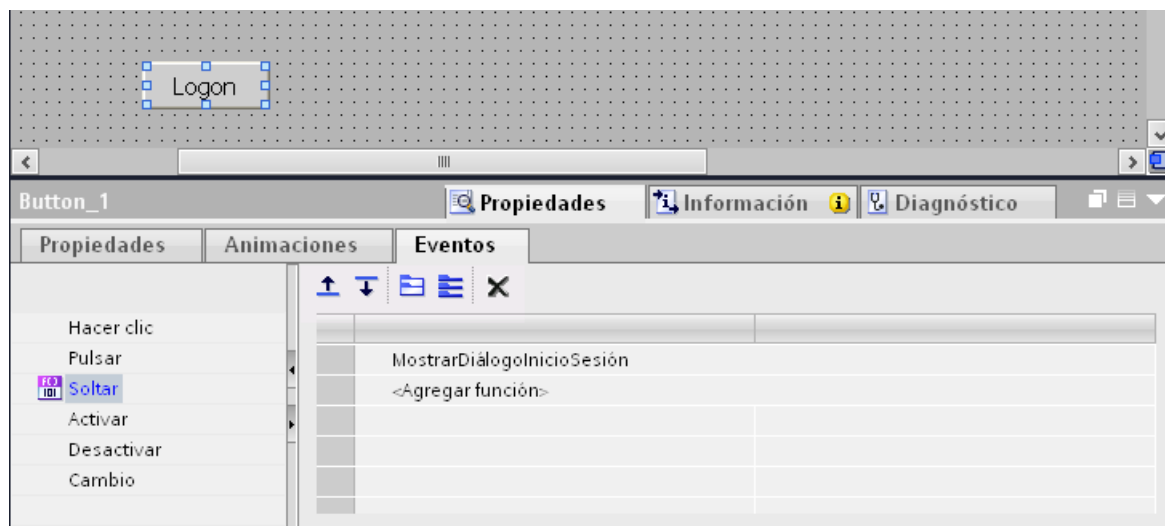 Logon
Button_1
Propiedades
Información
Diagnóstico
Propiedades
Animaciones
Eventos
Hacer clic
Pulsar
MostrarDiálogoInicioSesión
Soltar
<Agregar función>
Activar
Desactivar
Cambio